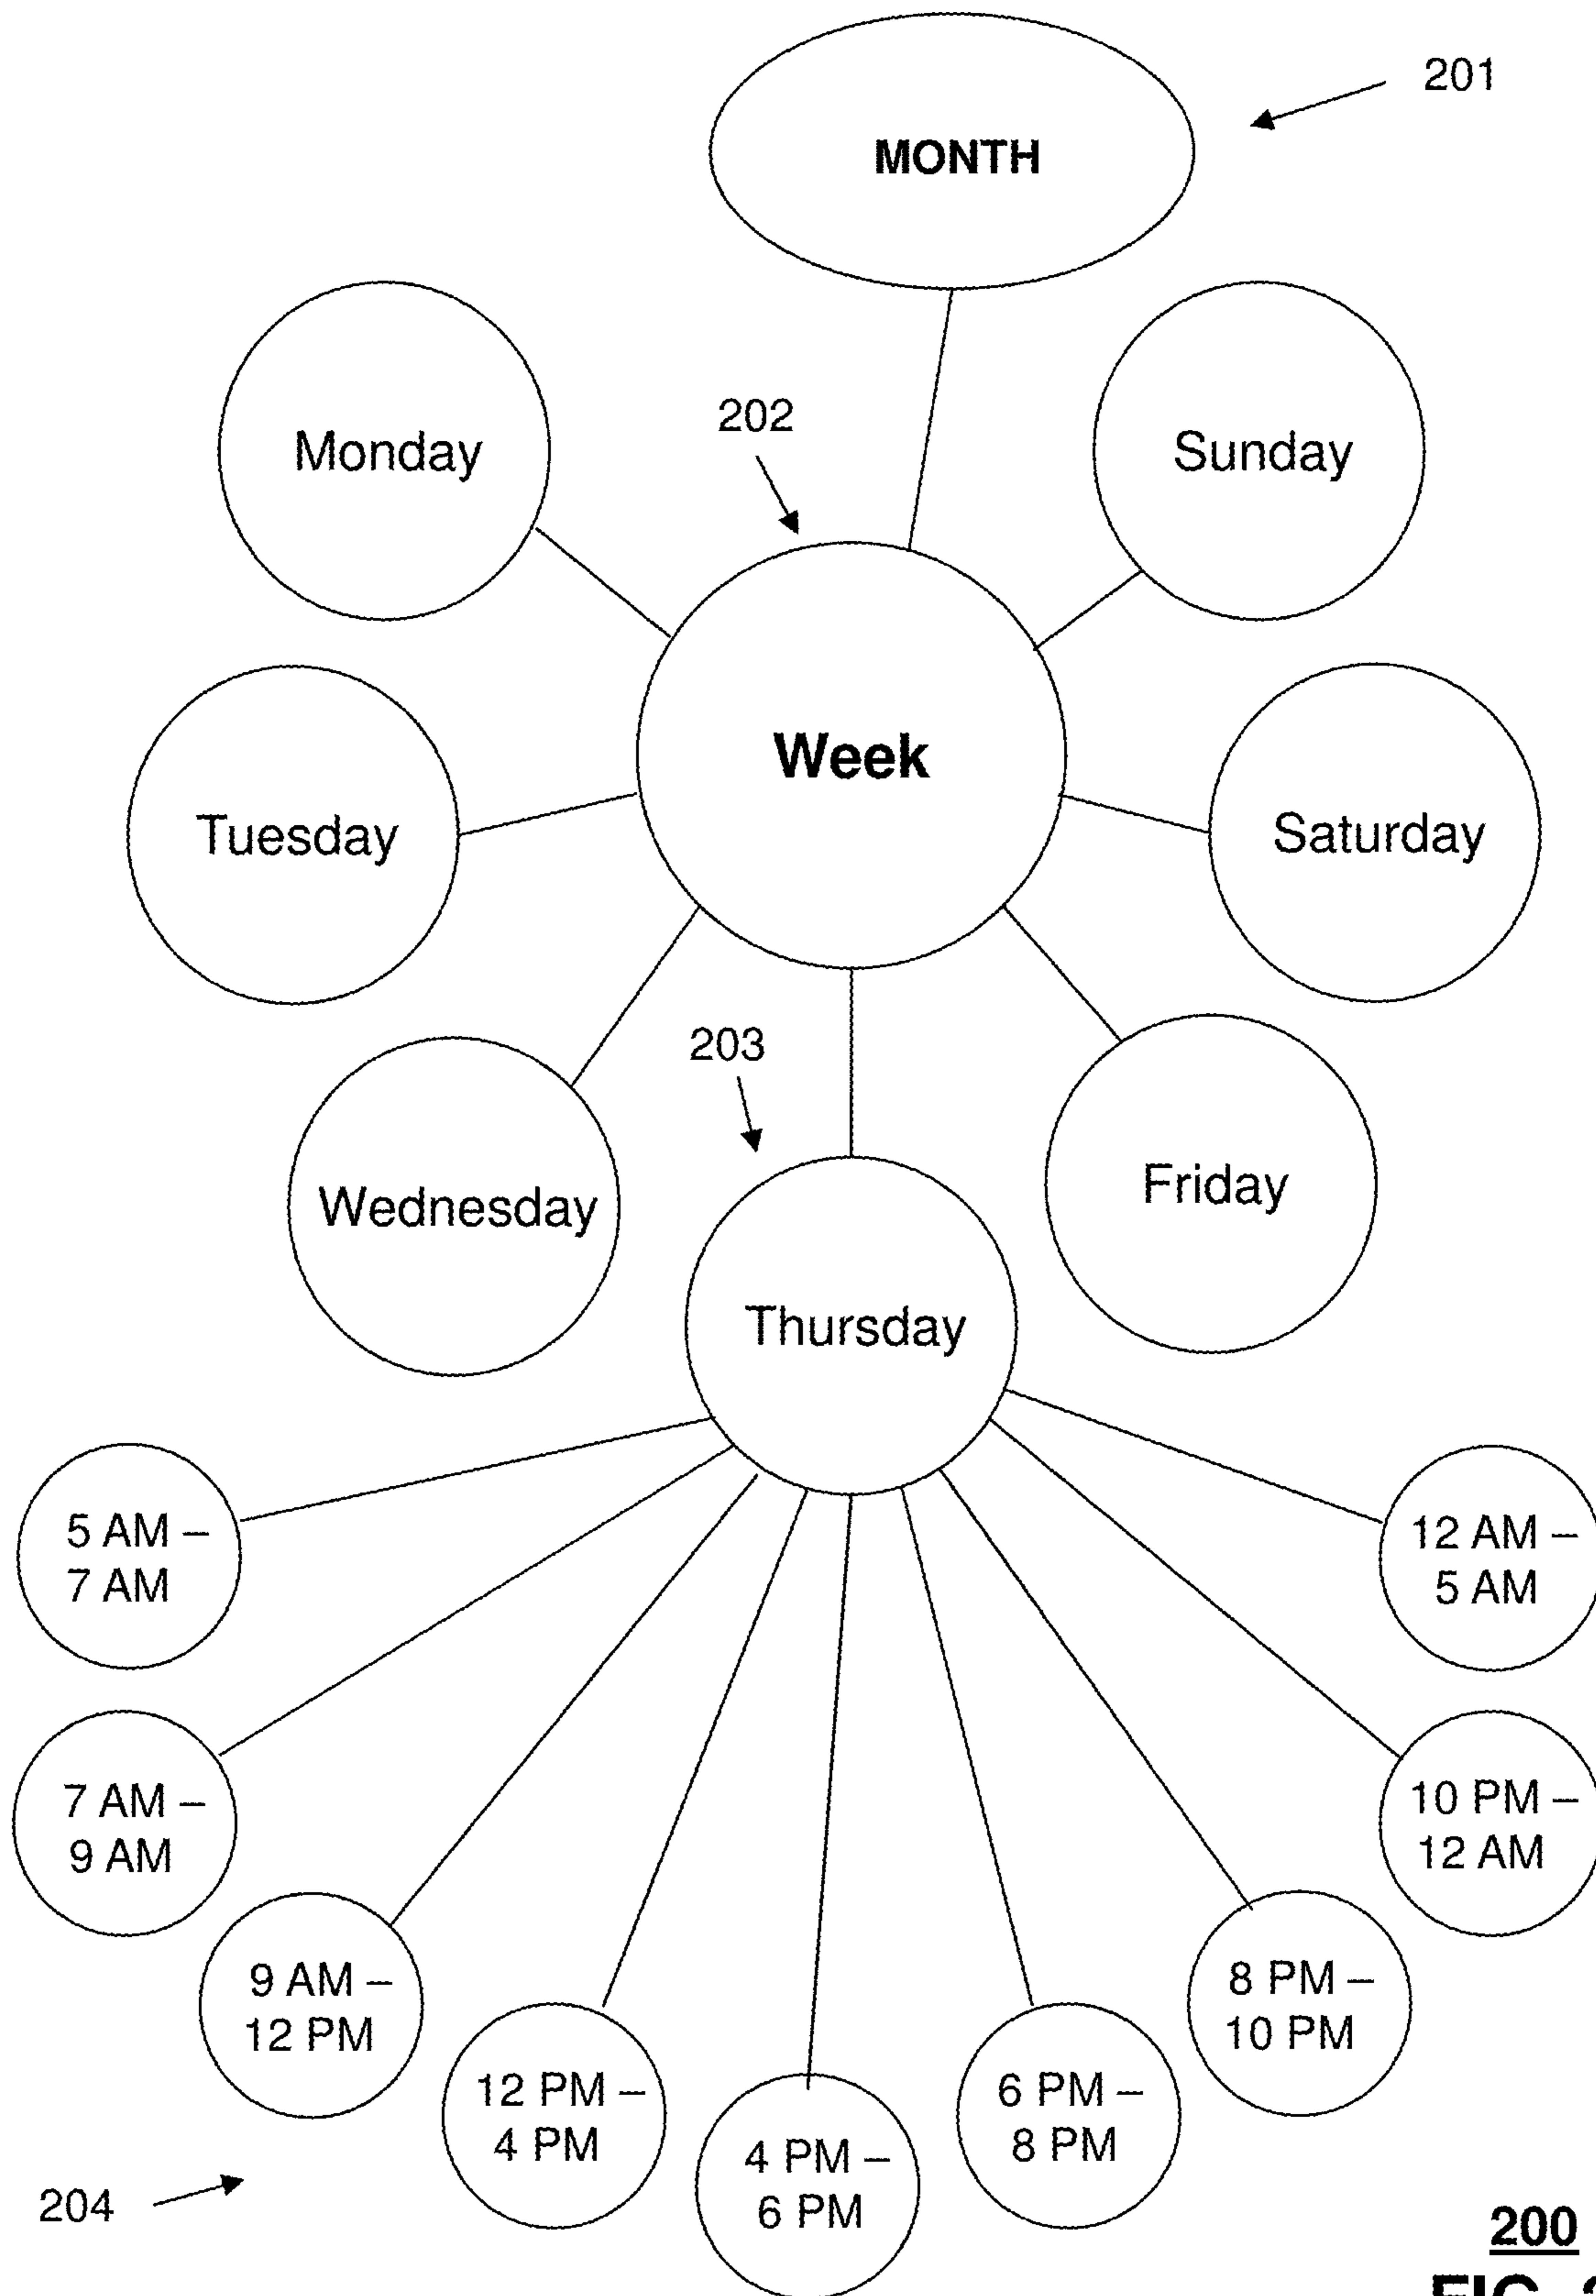 201
MONTH
Monday
202
Sunday
Week
Tuesday
Saturday
203
Wednesday
Friday
Thursday
5 AM –
7 AM
12 AM –
5 AM
7 AM –
9 AM
10 PM –
12 AM
9 AM –
12 PM
8 PM –
10 PM
12 PM –
4 PM
6 PM –
8 PM
4 PM –
6 PM
204
200
FIG.